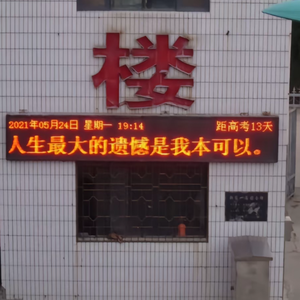 楼
2021年05月24日 星期一 19:14 距高考13天
人生最大的遗憾是我本可以。